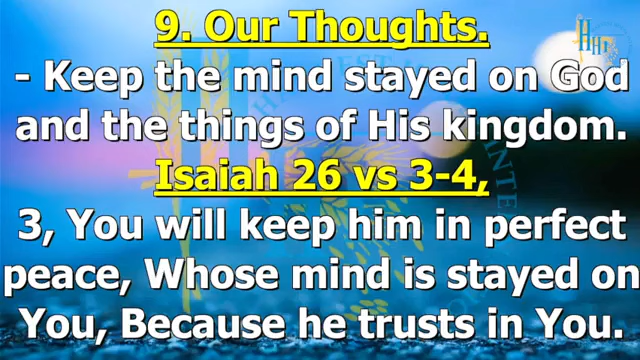 9. Our Thoughts.
- Keep the mind stayed on God
and the things of His kingdom.
Isaiah 26 vs 3-4,
3, You will keep him in perfect
peace, Whose mind is stayed on
You, Because he trusts in You.